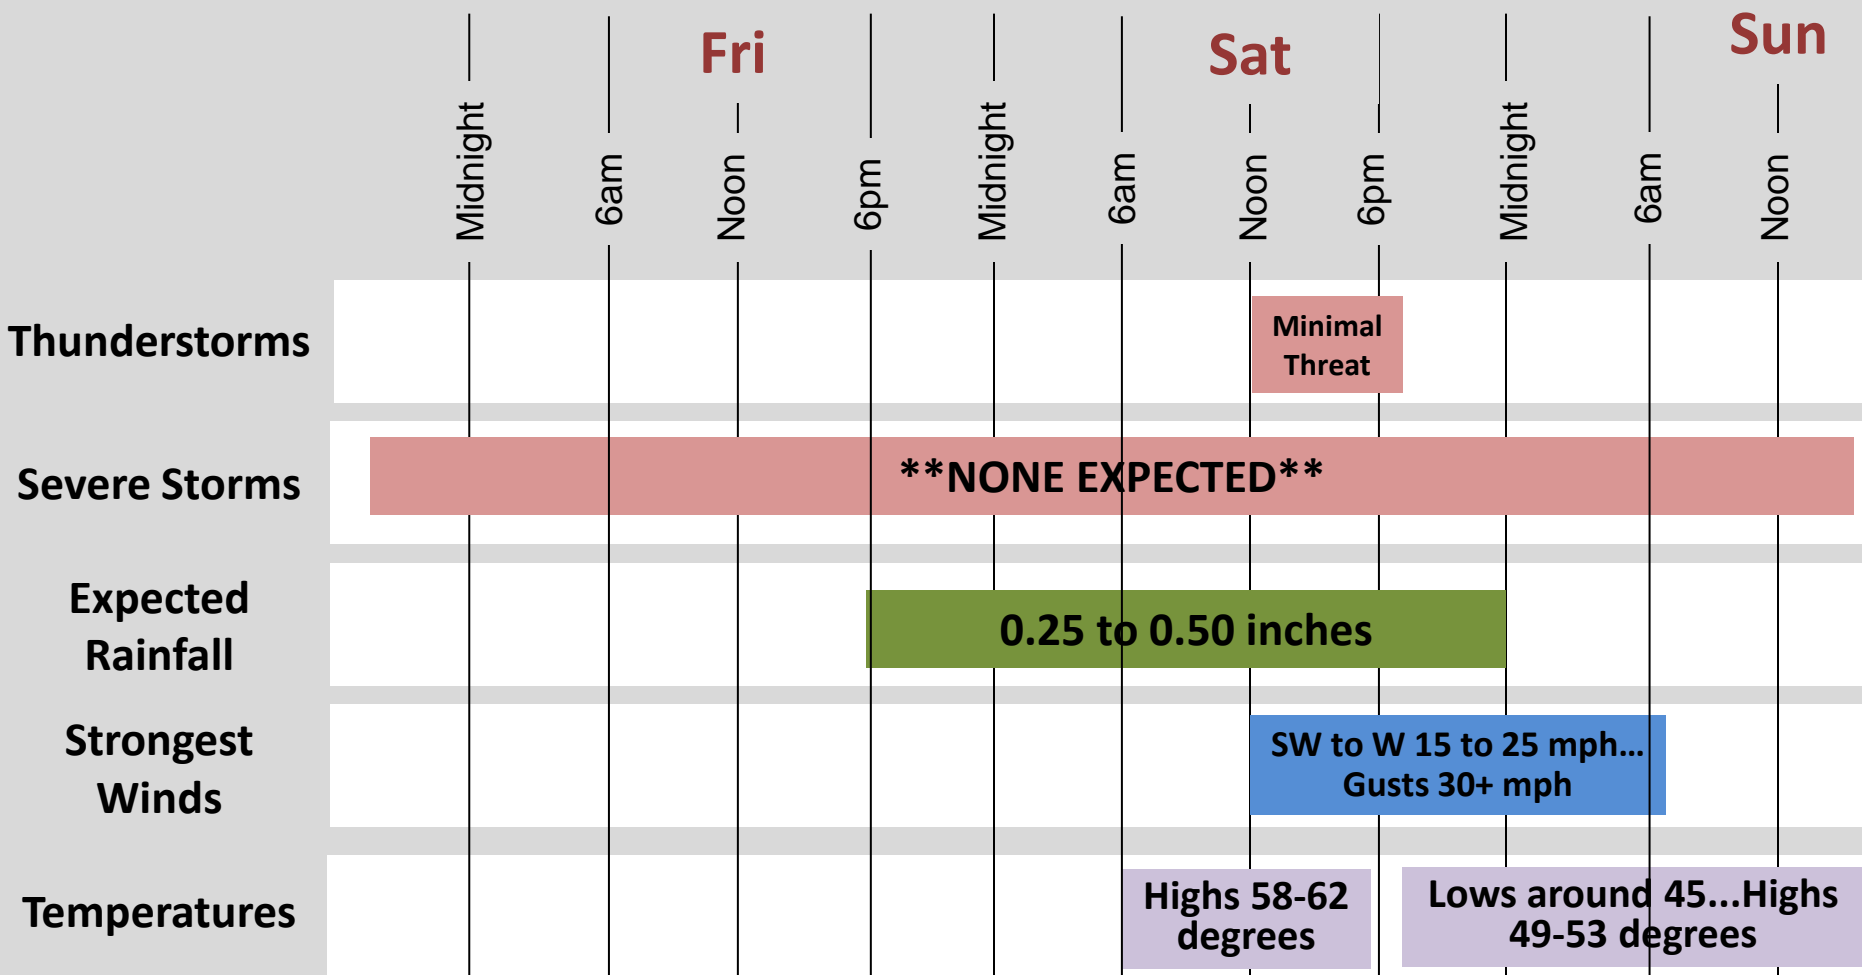 Fri
Sat
Sun
Midnight
6am
Noon
6pm
Midnight
6am
Noon
6pm
Midnight
6am
Noon
Thunderstorms
Minimal
Threat
Severe Storms
**NONE EXPECTED**
Expected
Rainfall
0.25 to 0.50 inches
Strongest
Winds
SW to W 15 to 25 mph...
Gusts 30+ mph
Temperatures
Highs 58-62
degrees
Lows around 45...Highs
49-53 degrees